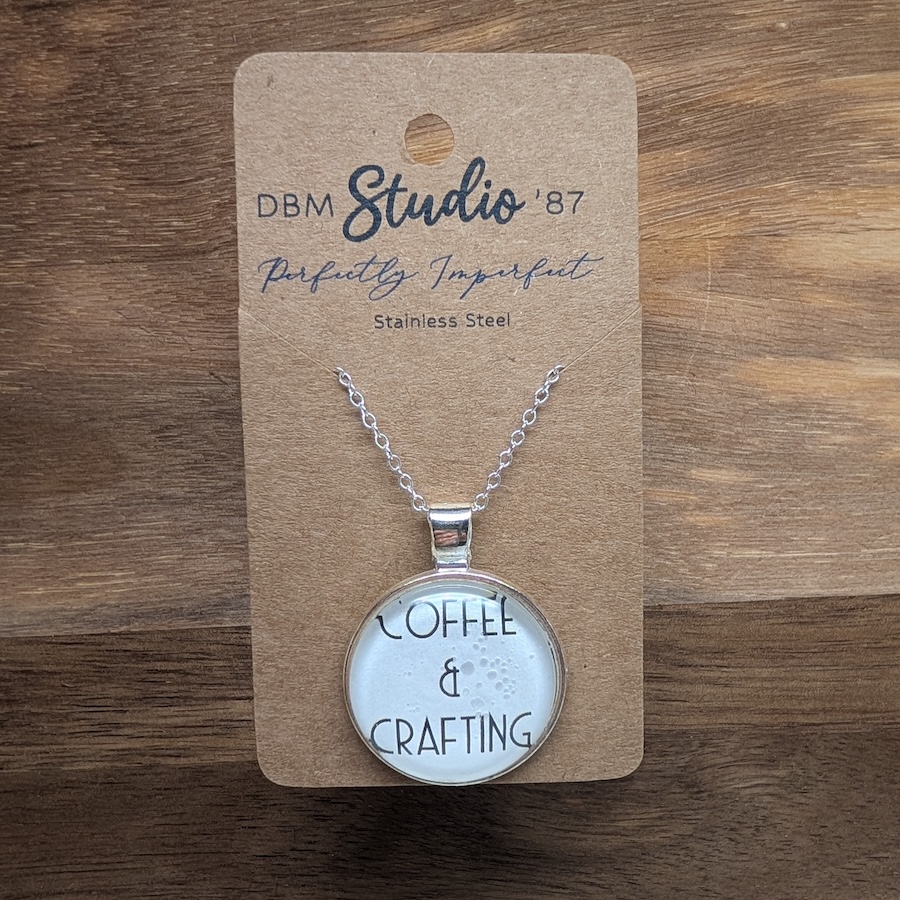 DBM Studio '87
Perfectly Imperfect
Stainless Steel
COFFEE
&
CRAFTING